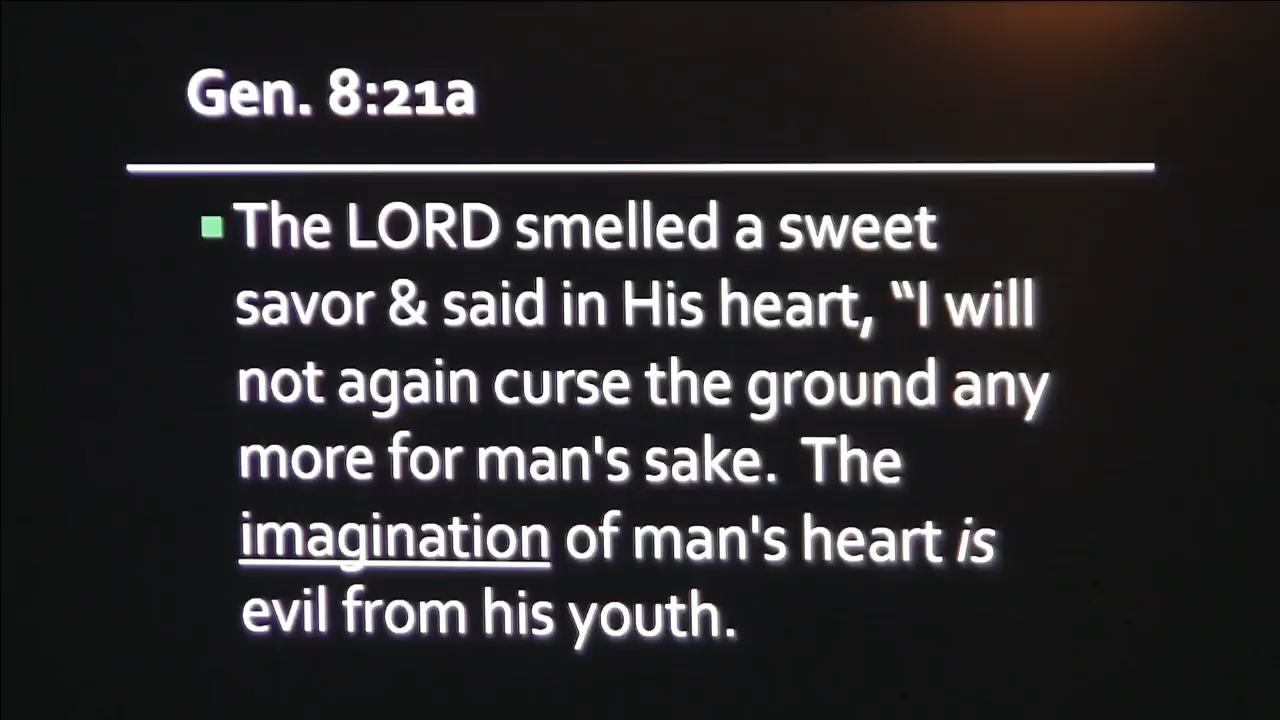 Gen. 8:21a
The LORD smelled a sweet
savor & said in His heart, “I will
not again curse the ground any
more for man's sake.  The
imagination of man's heart is
evil from his youth.